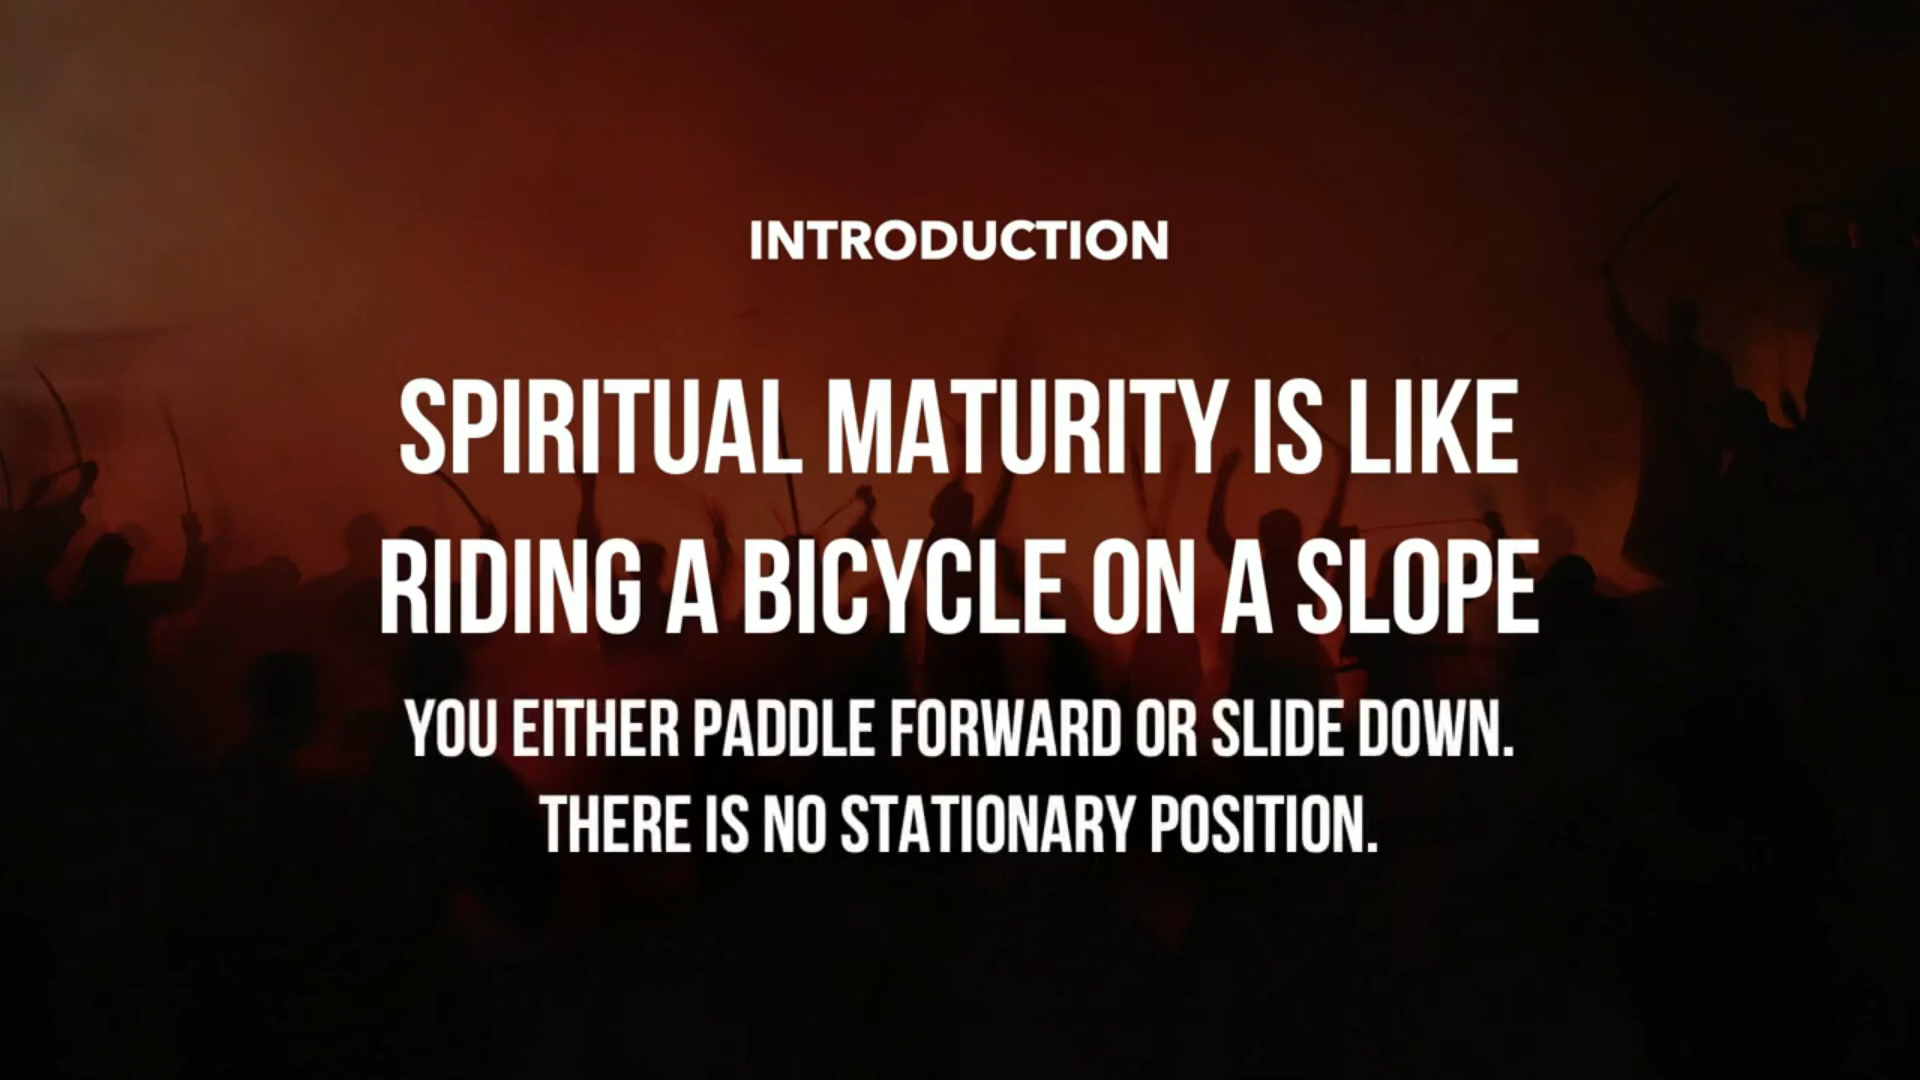 INTRODUCTION
SPIRITUAL MATURITY IS LIKE
RIDING A BICYCLE ON A SLOPE
YOU EITHER PADDLE FORWARD OR SLIDE DOWN.
THERE IS NO STATIONARY POSITION.